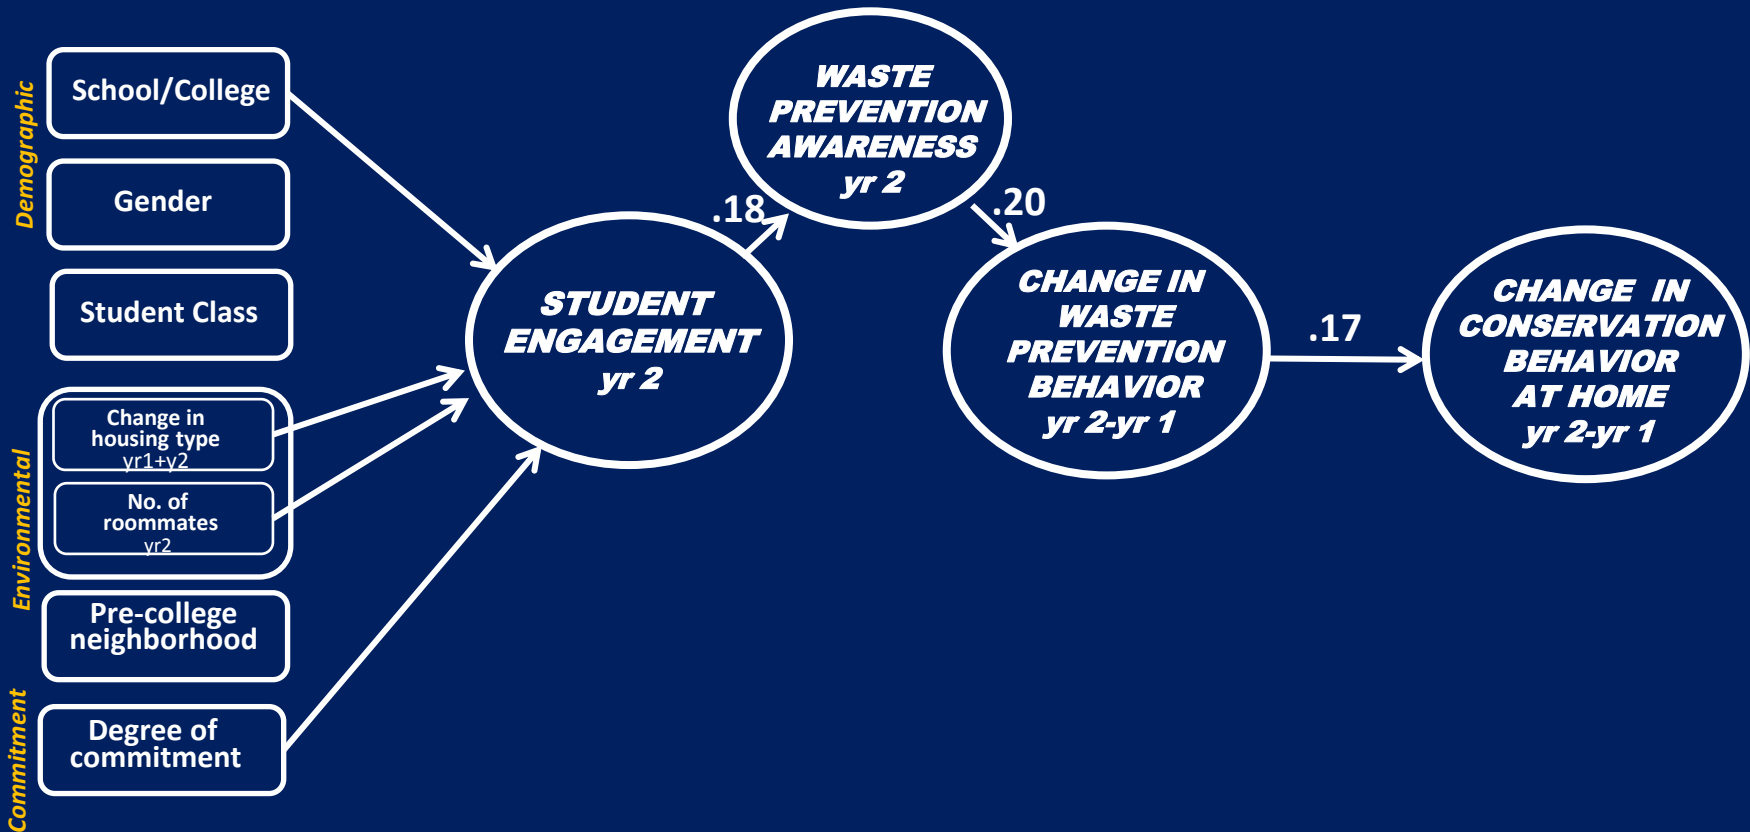 Demographic
School/College
Gender
Student Class
Environmental
Change in
housing type
yr1+y2
No. of
roommates
yr2
Pre-college
neighborhood
Commitment
Degree of
commitment
STUDENT
ENGAGEMENT
yr 2
.18
WASTE
PREVENTION
AWARENESS
yr 2
.20
CHANGE IN
WASTE
PREVENTION
BEHAVIOR
yr 2-yr 1
.17
CHANGE IN
CONSERVATION
BEHAVIOR
AT HOME
yr 2-yr 1